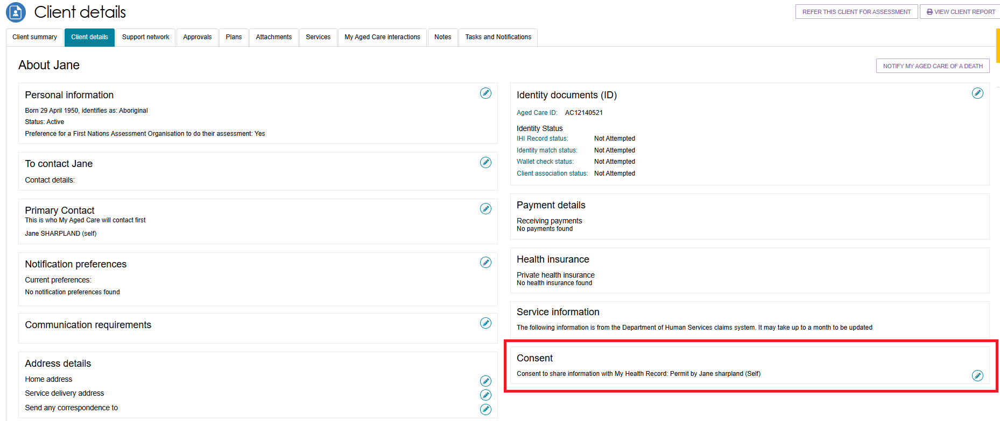 Client details
REFER THIS CLIENT FOR ASSESSMENT
VIEW CLIENT REPORT
Client summary
Client details
Support network
Approvals
Plans
Attachments
Services
My Aged Care interactions
Notes
Tasks and Notifications
About Jane
NOTIFY MY AGED CARE OF A DEATH
Personal information
Born 29 April 1950, identifies as: Aboriginal
Status: Active
Preference for a First Nations Assessment Organisation to do their assessment: Yes
To contact Jane
Contact details:
Primary Contact
This is who My Aged Care will contact first
Jane SHARPLAND (self)
Notification preferences
Current preferences:
No notification preferences found
Communication requirements
Address details
Home address
Service delivery address
Send any correspondence to
Identity documents (ID)
Aged Care ID: AC12140521
Identity Status
IHI Record status: Not Attempted
Identity match status: Not Attempted
Wallet check status: Not Attempted
Client association status: Not Attempted
Payment details
Receiving payments
No payments found
Health insurance
Private health insurance
No health insurance found
Service information
The following information is from the Department of Human Services claims system. It may take up to a month to be updated
Consent
Consent to share information with My Health Record: Permit by Jane sharpland (Self)